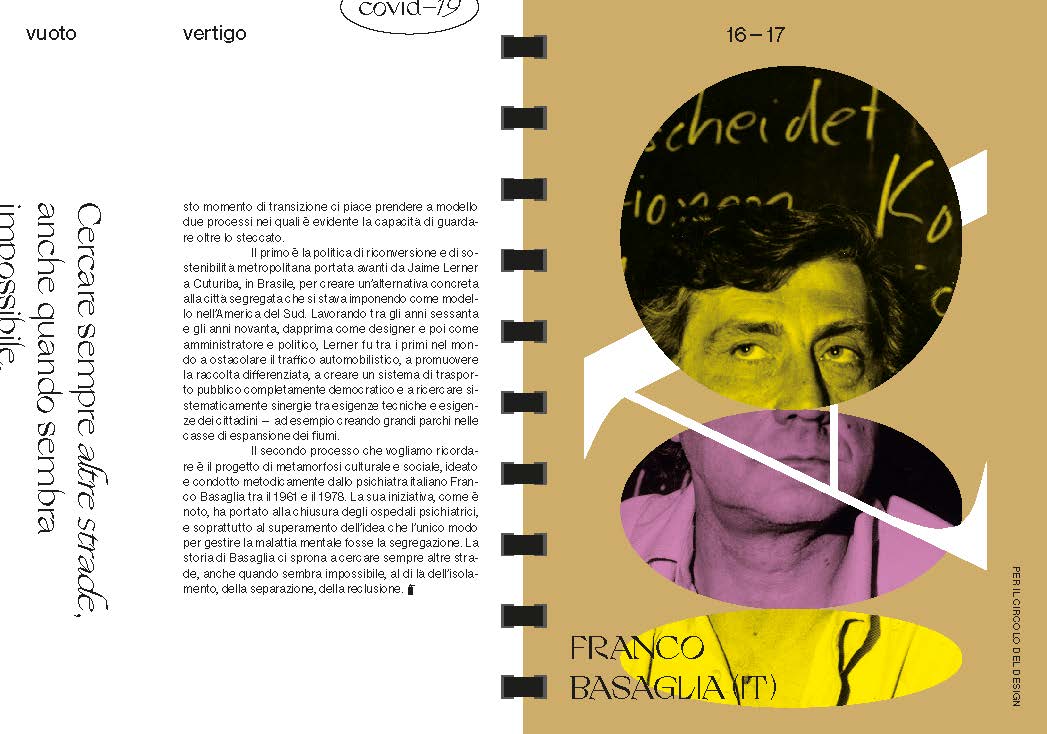 covid–19
vuoto
vertigo
16 – 17
Cercare sempre altre strade,
anche quando sembra
impossibile.
sto momento di transizione ci piace prendere a modello
due processi nei quali è evidente la capacità di guarda-
re oltre lo steccato.
Il primo è la politica di riconversione e di so-
stenibilità metropolitana portata avanti da Jaime Lerner
a Cuturiba, in Brasile, per creare un'alternativa concreta
alla città segregata che si stava imponendo come model-
lo nell'America del Sud. Lavorando tra gli anni sessanta
e gli anni novanta, dapprima come designer e poi come
amministratore e politico, Lerner fu tra i primi nel mon-
do a ostacolare il traffico automobilistico, a promuovere
la raccolta differenziata, a creare un sistema di traspor-
to pubblico completamente democratico e a ricercare si-
stematicamente sinergie tra esigenze tecniche e esigen-
ze dei cittadini – ad esempio creando grandi parchi nelle
casse di espansione dei fiumi.
Il secondo processo che vogliamo ricorda-
re è il progetto di metamorfosi culturale e sociale, ideato
e condotto metodicamente dallo psichiatra italiano Fran-
co Basaglia tra il 1961 e il 1978. La sua iniziativa, come è
noto, ha portato alla chiusura degli ospedali psichiatrici,
e soprattutto al superamento dell'idea che l'unico modo
per gestire la malattia mentale fosse la segregazione. La
storia di Basaglia ci sprona a cercare sempre altre stra-
de, anche quando sembra impossibile, al di là dell'isola-
mento, della separazione, della reclusione.
scheidet
ionen Ko
FRANCO
BASAGLIA (IT)
PER IL CIRCOLO DEL DESIGN